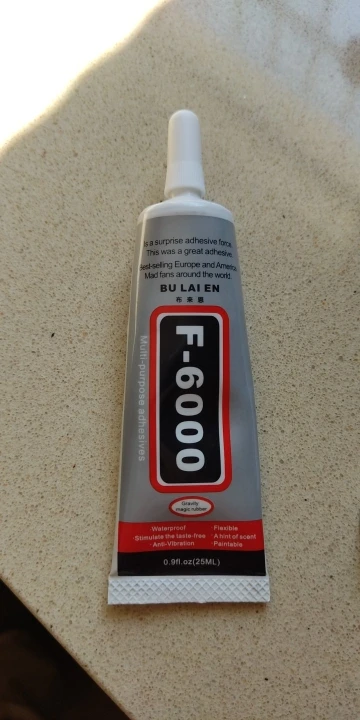 Is a surprise adhesive force.
This was a great adhesive.
Best-selling Europe and America
Mad fans around the world.
BU LAI EN
布来恩
F-6000
Multi-purpose adhesives
Gravity
magic rubber
·Waterproof ·Flexible
Stimulate the taste-free ·A hint of scent
·Anti-Vibration ·Paintable
0.9fl.oz(25ML)